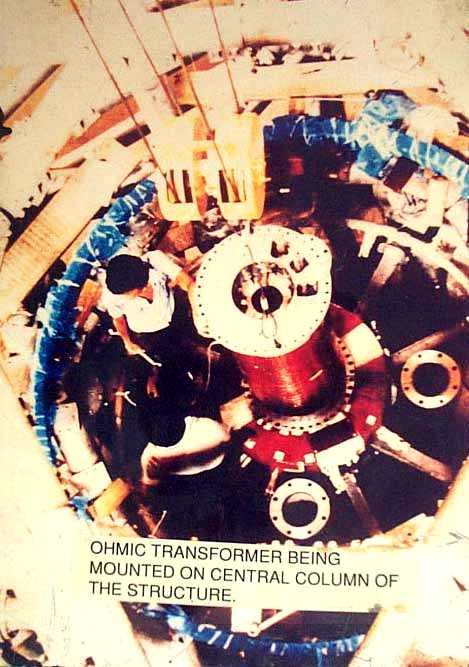 OHMIC TRANSFORMER BEING
MOUNTED ON CENTRAL COLUMN OF
THE STRUCTURE.